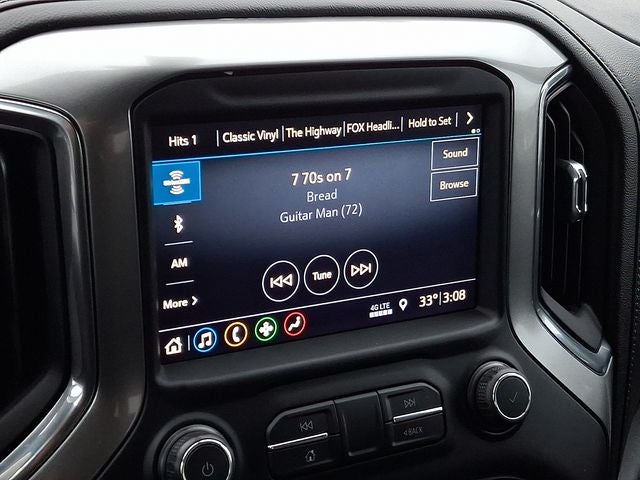 Hits 1 Classic Vinyl The Highway FOX Headli... Hold to Set
Sound
7 70s on 7
Browse
Bread
Guitar Man (72)
AM
Tune
More
4G LTE
33° 3:08
BACK